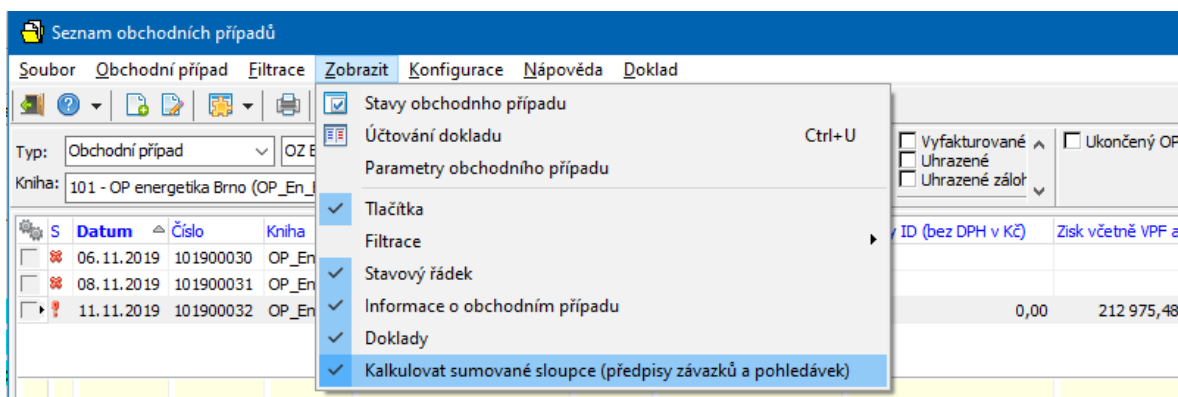 Seznam obchodních případů
Soubor Obchodní případ Filtrace Zobrazit Konfigurace Nápověda Doklad
Stavy obchodnho případu
Účtování dokladu Ctrl+U
Parametry obchodního případu
Tlačítka
Filtrace
Stavový řádek
Informace o obchodním případu
Doklady
Kalkulovat sumované sloupce (předpisy závazků a pohledávek)
Typ: Obchodní případ OZ
Kniha: 101 - OP energetika Brno (OP_En_
Vyfakturované
Uhrazené
Uhrazené záloh
Ukončený OP
S Datum Číslo Kniha ID (bez DPH v Kč) Zisk včetně VPF a
06.11.2019 101900030 OP_En
08.11.2019 101900031 OP_En
11.11.2019 101900032 OP_En 0,00 212 975,48